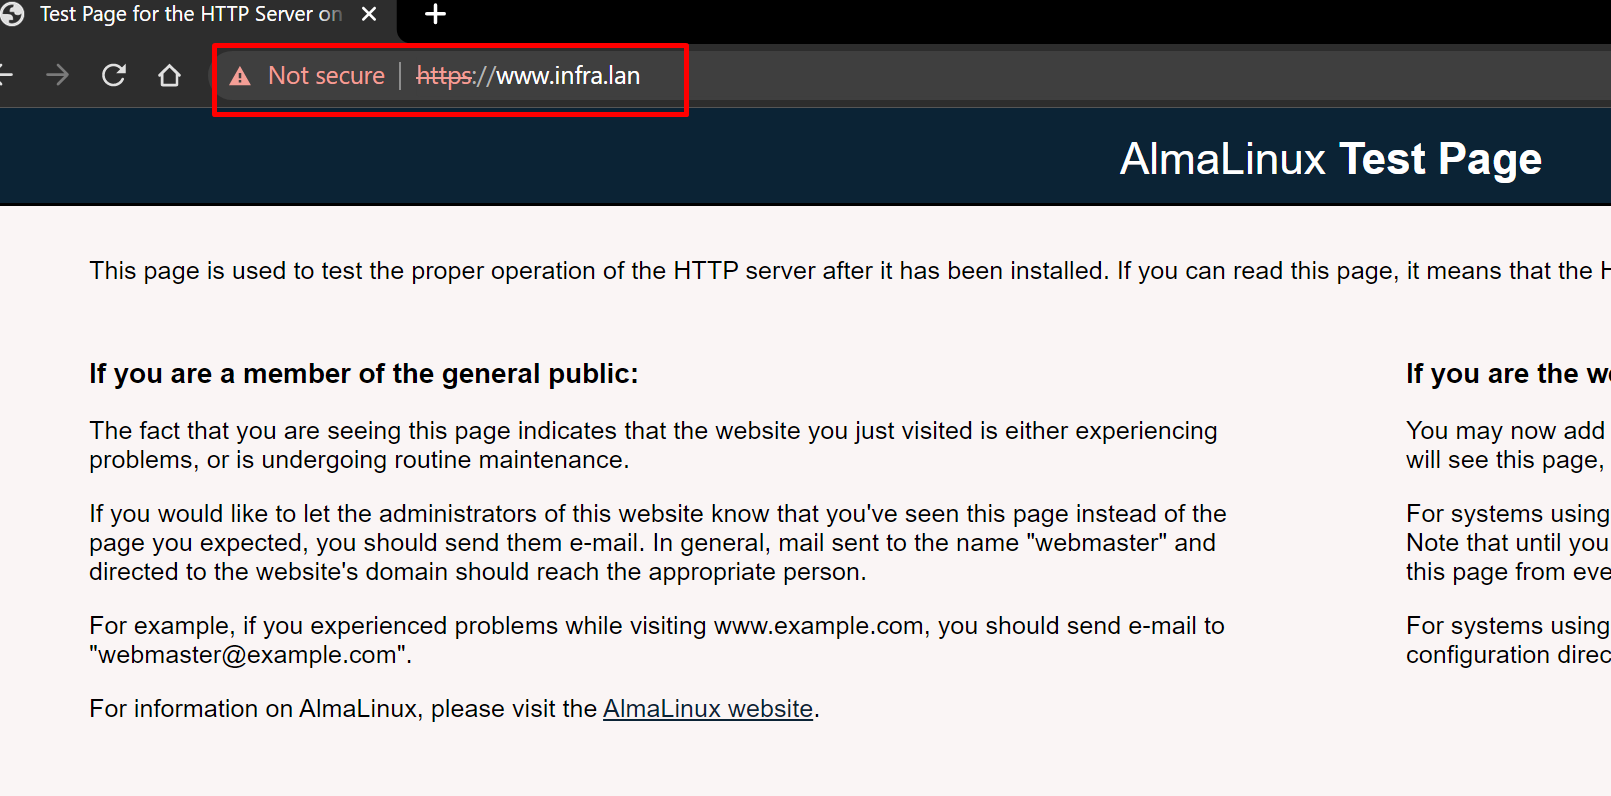 Test Page for the HTTP Server on
Not secure | https://www.infra.lan
AlmaLinux Test Page
This page is used to test the proper operation of the HTTP server after it has been installed. If you can read this page, it means that the
If you are a member of the general public:
The fact that you are seeing this page indicates that the website you just visited is either experiencing
problems, or is undergoing routine maintenance.
If you would like to let the administrators of this website know that you've seen this page instead of the
page you expected, you should send them e-mail. In general, mail sent to the name "webmaster" and
directed to the website's domain should reach the appropriate person.
For example, if you experienced problems while visiting www.example.com, you should send e-mail to
"webmaster@example.com".
For information on AlmaLinux, please visit the AlmaLinux website.
If you are the
You may now add
will see this page,
For systems using
Note that until you
this page from
For systems using
configuration